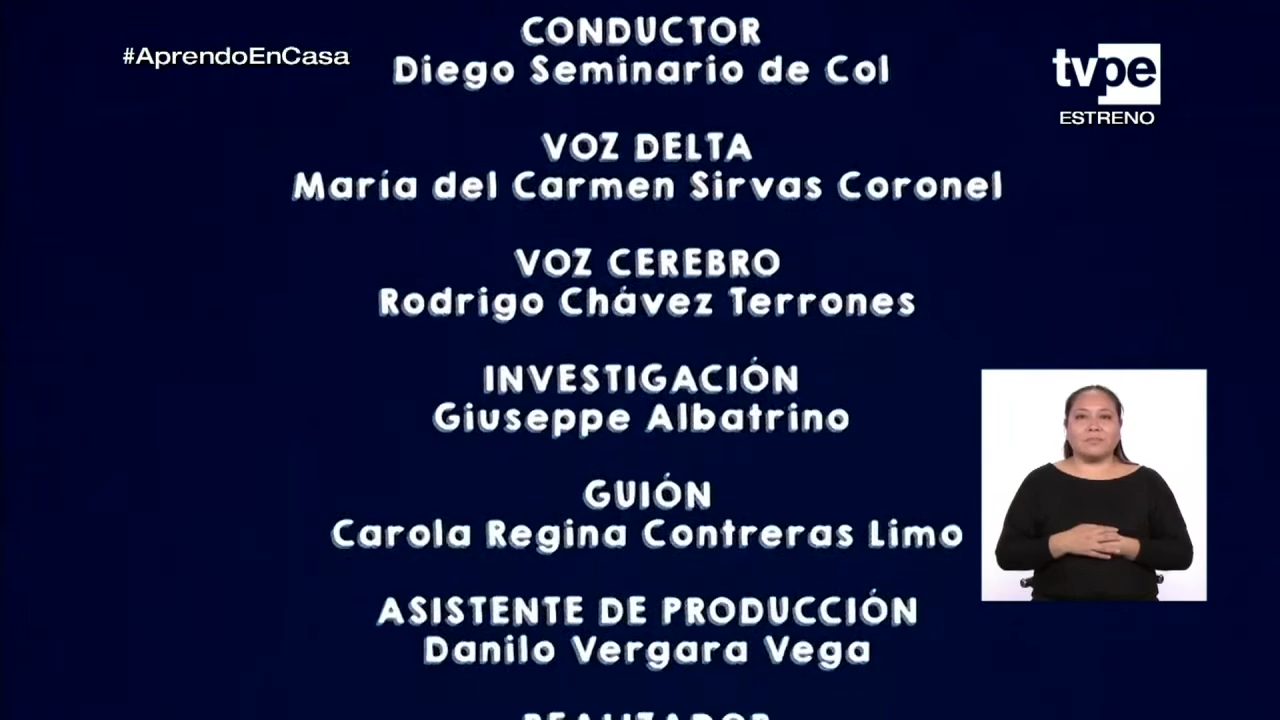 #AprendoEnCasa
tvpe
ESTRENO
CONDUCTOR
Diego Seminario de Col
VOZ DELTA
María del Carmen Sirvas Coronel
VOZ CEREBRO
Rodrigo Chávez Terrones
INVESTIGACIÓN
Giuseppe Albatrino
GUIÓN
Carola Regina Contreras Limo
ASISTENTE DE PRODUCCIÓN
Danilo Vergara Vega
REALIZADOR